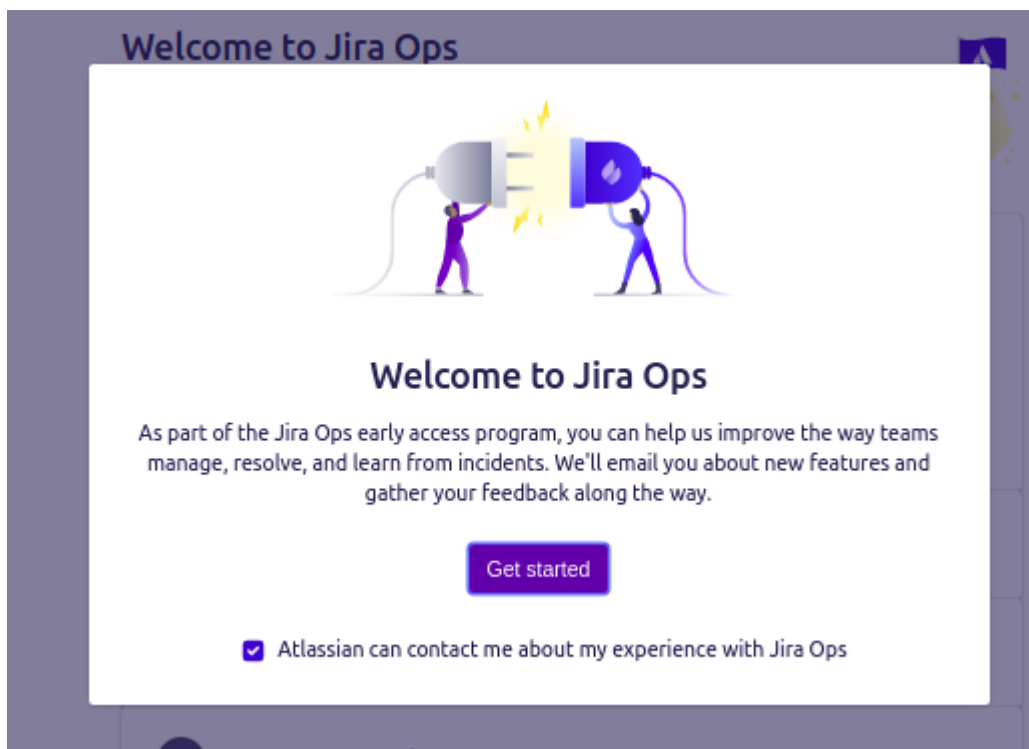 Welcome to Jira Ops
Welcome to Jira Ops
As part of the Jira Ops early access program, you can help us improve the way teams
manage, resolve, and learn from incidents. We'll email you about new features and
gather your feedback along the way.
Get started
Atlassian can contact me about my experience with Jira Ops